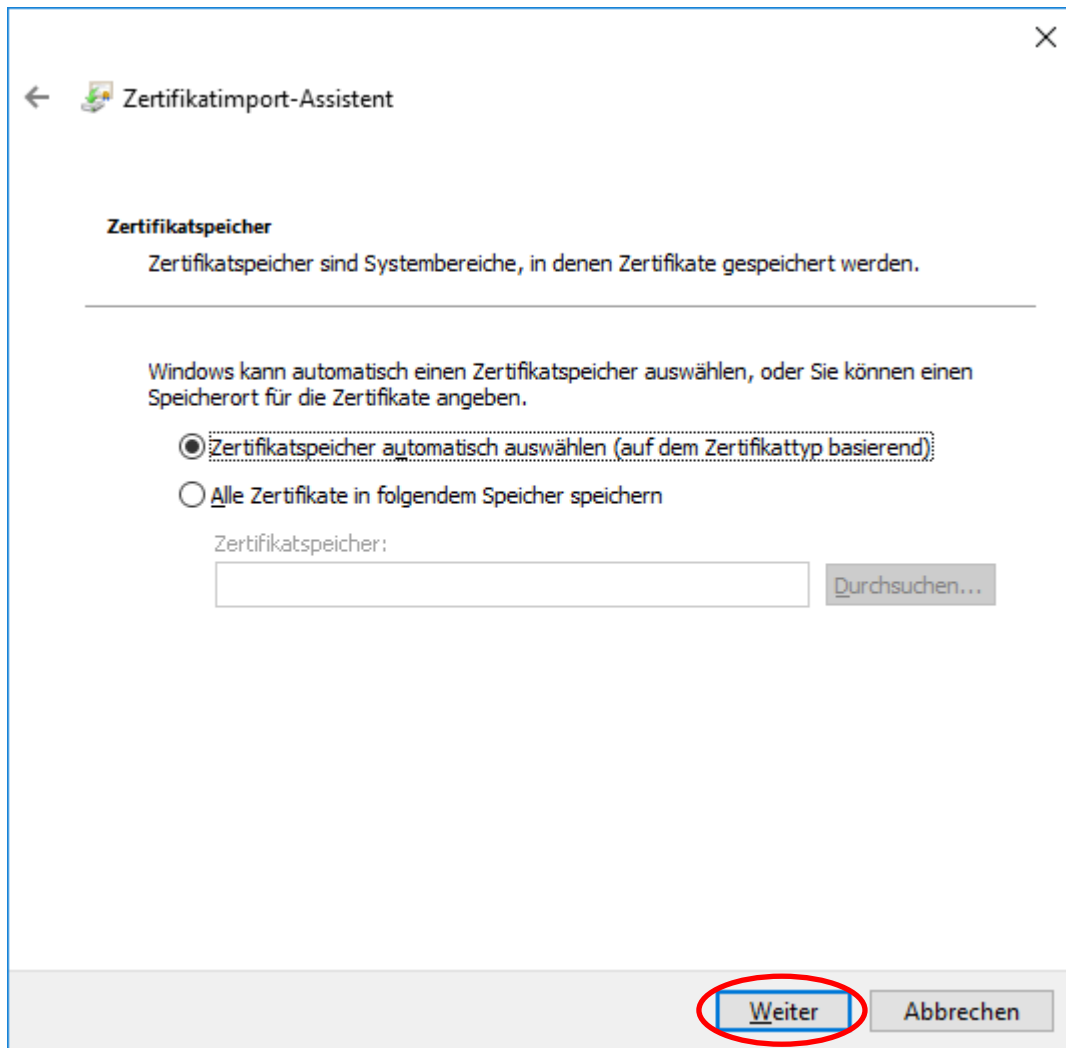 Zertifikatimport-Assistent
Zertifikatspeicher
Zertifikatspeicher sind Systembereiche, in denen Zertifikate gespeichert werden.
Windows kann automatisch einen Zertifikatspeicher auswählen, oder Sie können einen
Speicherort für die Zertifikate angeben.
Zertifikatspeicher automatisch auswählen (auf dem Zertifikattyp basierend)
Alle Zertifikate in folgendem Speicher speichern
Zertifikatspeicher:
Durchsuchen...
Weiter Abbrechen